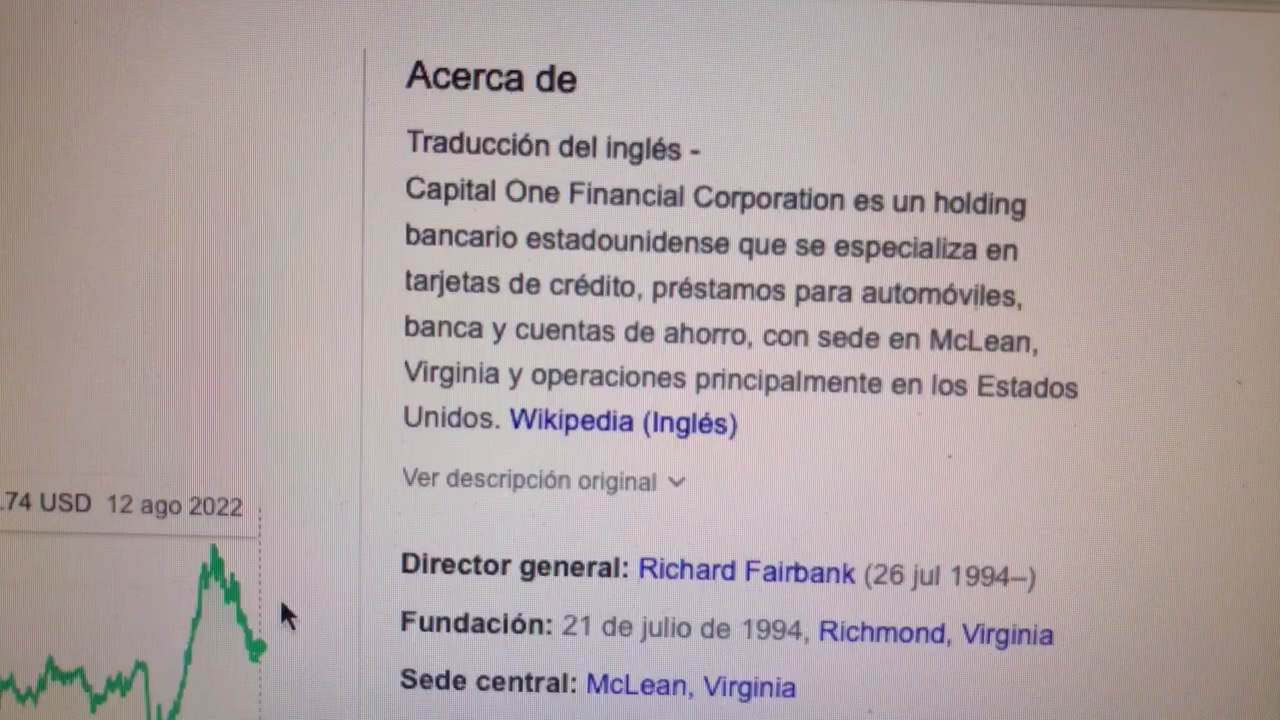 Acerca de
Traducción del inglés -
Capital One Financial Corporation es un holding
bancario estadounidense que se especializa en
tarjetas de crédito, préstamos para automóviles,
banca y cuentas de ahorro, con sede en McLean,
Virginia y operaciones principalmente en los Estados
Unidos. Wikipedia (Inglés)
Ver descripción original
.74 USD 12 ago 2022
Director general: Richard Fairbank (26 jul 1994–)
Fundación: 21 de julio de 1994, Richmond, Virginia
Sede central: McLean, Virginia